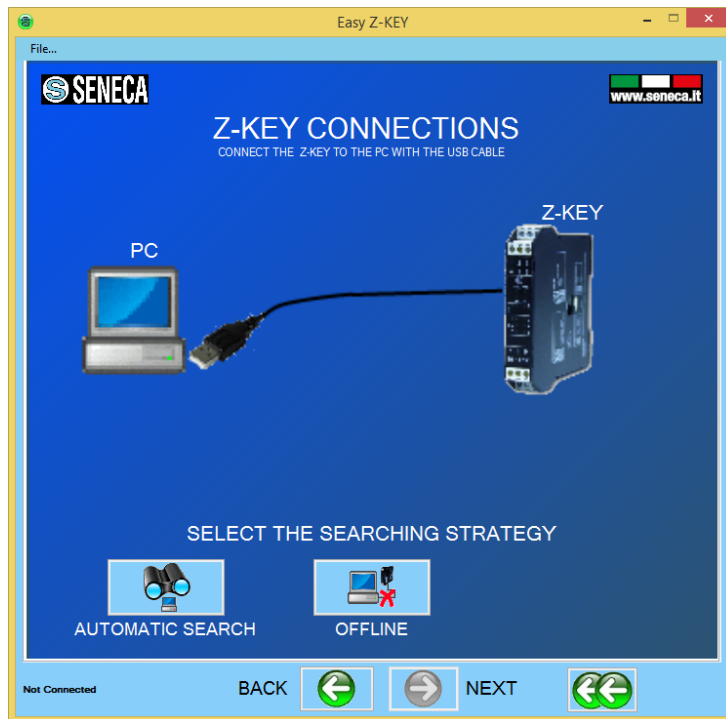 Easy Z-KEY
File...
SENECA
www.seneca.it
Z-KEY CONNECTIONS
CONNECT THE Z-KEY TO THE PC WITH THE USB CABLE
Z-KEY
PC
SELECT THE SEARCHING STRATEGY
AUTOMATIC SEARCH
OFFLINE
Not Connected
BACK
NEXT